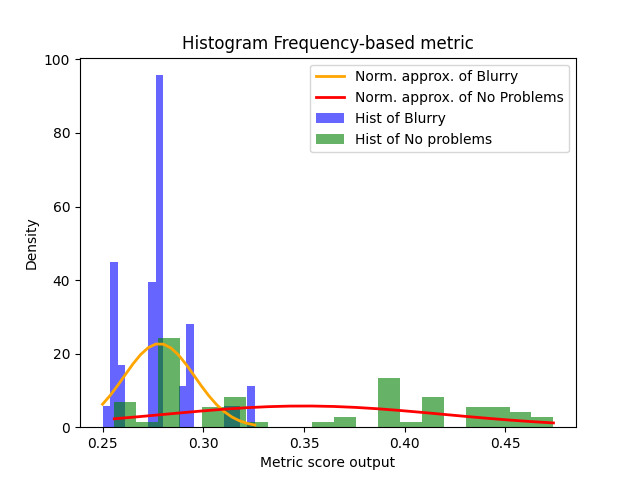 Histogram Frequency-based metric
Norm. approx. of Blurry
Norm. approx. of No Problems
Hist of Blurry
Hist of No problems
100
80
60
40
20
0
Density
0.25 0.30 0.35 0.40 0.45
Metric score output